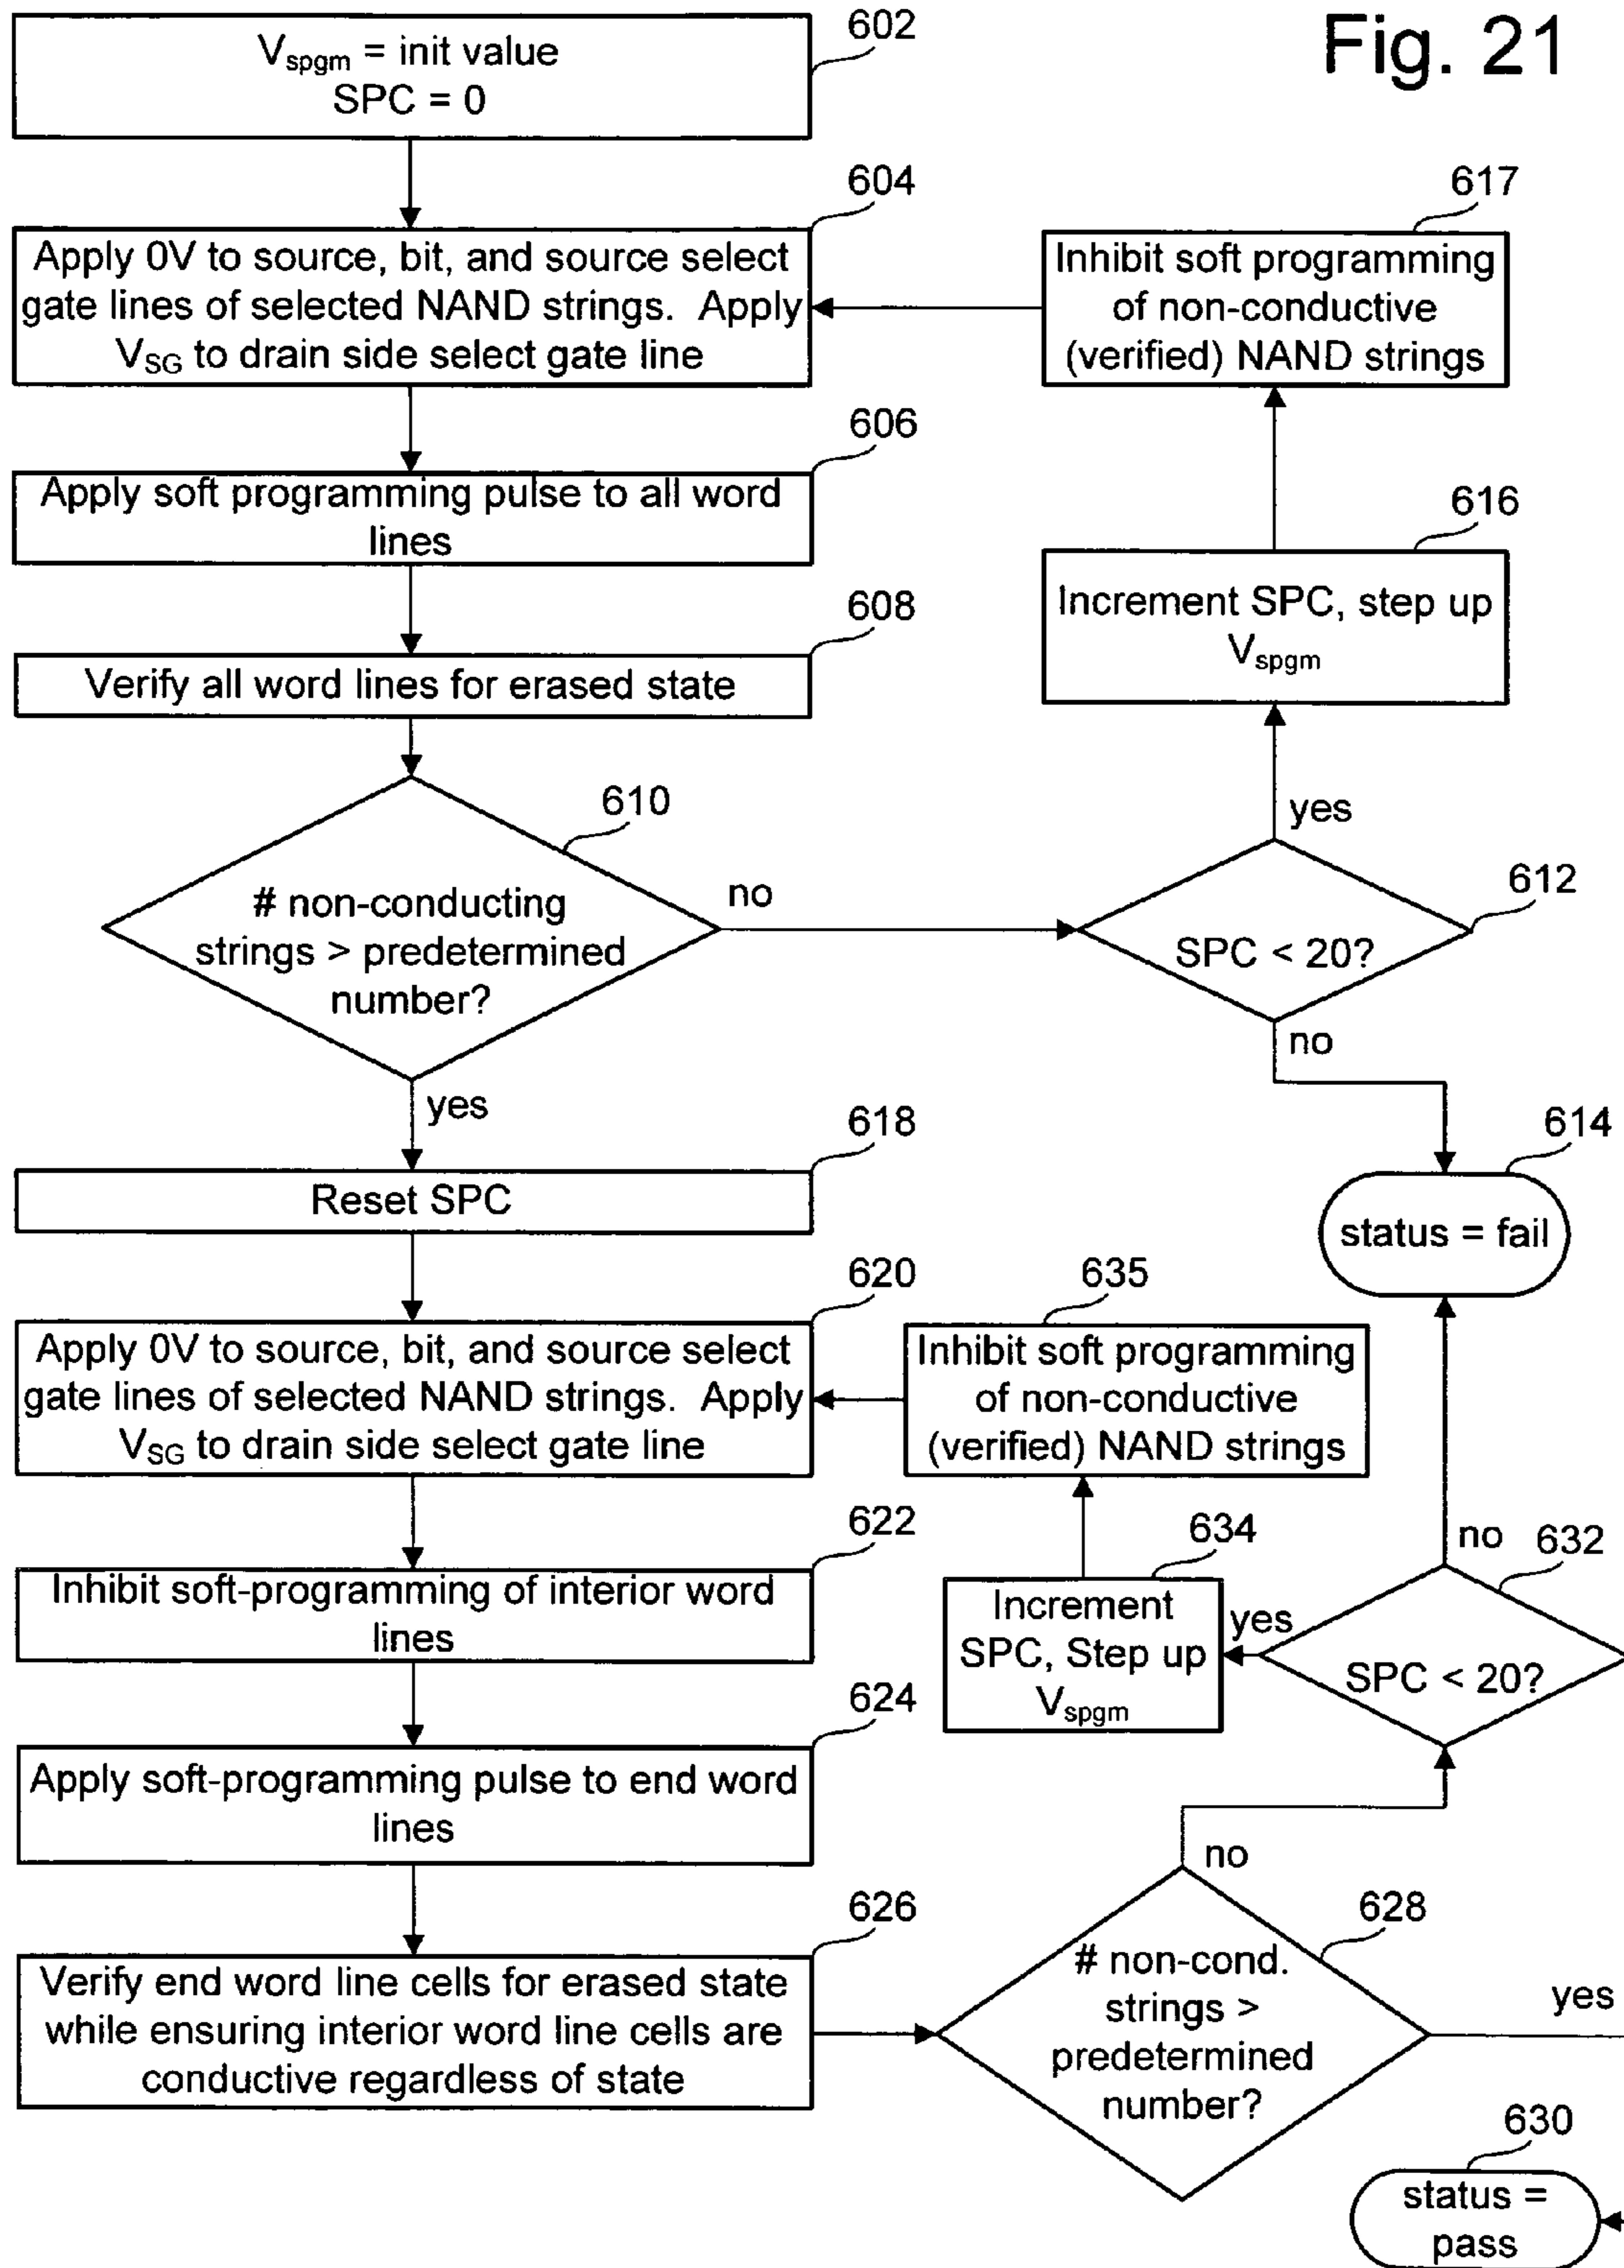 Fig. 21
602
V_spgm = init value
SPC = 0
604
Apply 0V to source, bit, and source select
gate lines of selected NAND strings.  Apply
V_SG to drain side select gate line
617
Inhibit soft programming
of non-conductive
(verified) NAND strings
606
Apply soft programming pulse to all word
lines
616
Increment SPC, step up
V_spgm
608
Verify all word lines for erased state
610
# non-conducting
strings > predetermined
number?
no
yes
yes
612
SPC < 20?
no
614
status = fail
618
Reset SPC
620
Apply 0V to source, bit, and source select
gate lines of selected NAND strings.  Apply
V_SG to drain side select gate line
635
Inhibit soft programming
of non-conductive
(verified) NAND strings
622
Inhibit soft-programming of interior word
lines
634
Increment
SPC, Step up
V_spgm
yes
no
632
SPC < 20?
624
Apply soft-programming pulse to end word
lines
626
Verify end word line cells for erased state
while ensuring interior word line cells are
conductive regardless of state
no
628
# non-cond.
strings >
predetermined
number?
yes
630
status =
pass